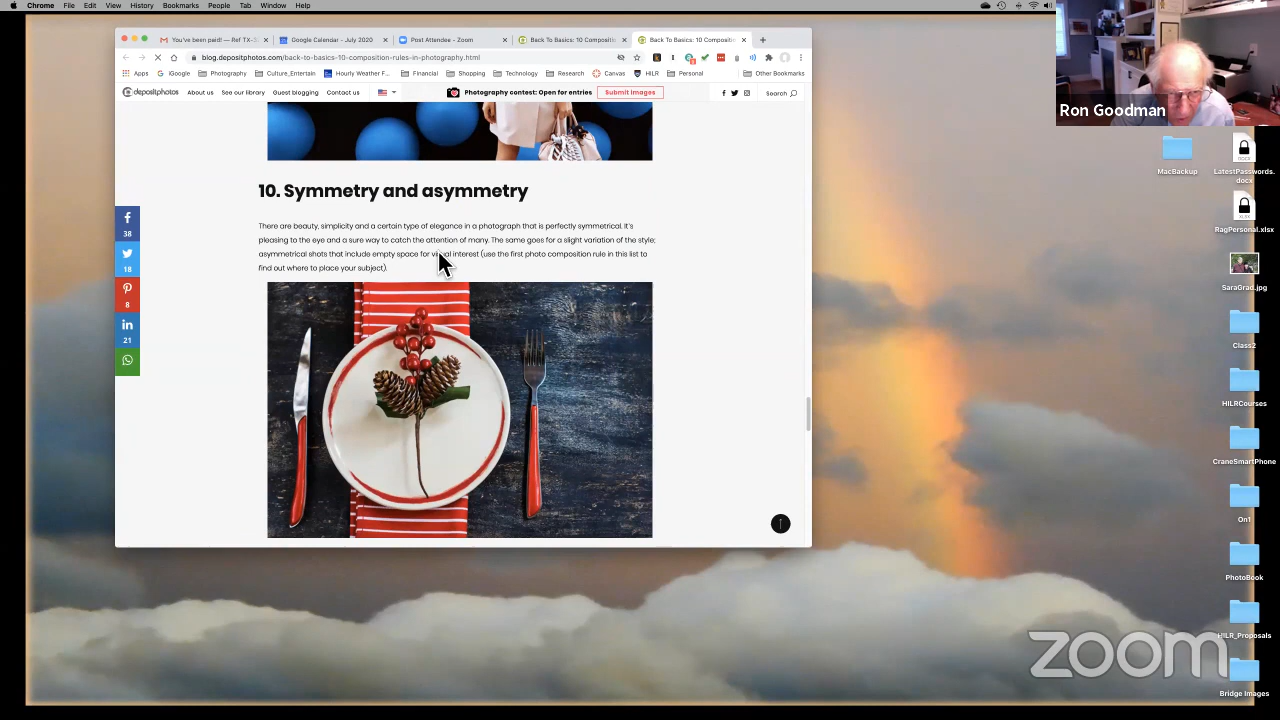 Chrome File Edit View History Bookmarks People Tab Window Help
You've been paid! — Ref TX-S
Google Calendar - July 2020
Post Attendee - Zoom
Back To Basics: 10 Compositio
Back To Basics: 10 Compositio
blog.depositphotos.com/back-to-basics-10-composition-rules-in-photography.html
Apps iGoogle Photography Culture_Entertain Hourly Weather F... Financial Shopping Technology Research Canvas HILR Personal Other Bookmarks
depositphotos About us See our library Guest blogging Contact us Photography contest: Open for entries Submit Images Search
Ron Goodman
10. Symmetry and asymmetry
There are beauty, simplicity and a certain type of elegance in a photograph that is perfectly symmetrical. It's
pleasing to the eye and a sure way to catch the attention of many. The same goes for a slight variation of the style;
asymmetrical shots that include empty space for visual interest (use the first photo composition rule in this list to
find out where to place your subject).
38
18
8
21
MacBackup
DOCX
LatestPasswords.
docx
XLSX
RagPersonal.xlsx
SaraGrad.jpg
Class2
HILRCourses
CraneSmartPhone
On1
PhotoBook
HILR_Proposals
Bridge Images
zoom